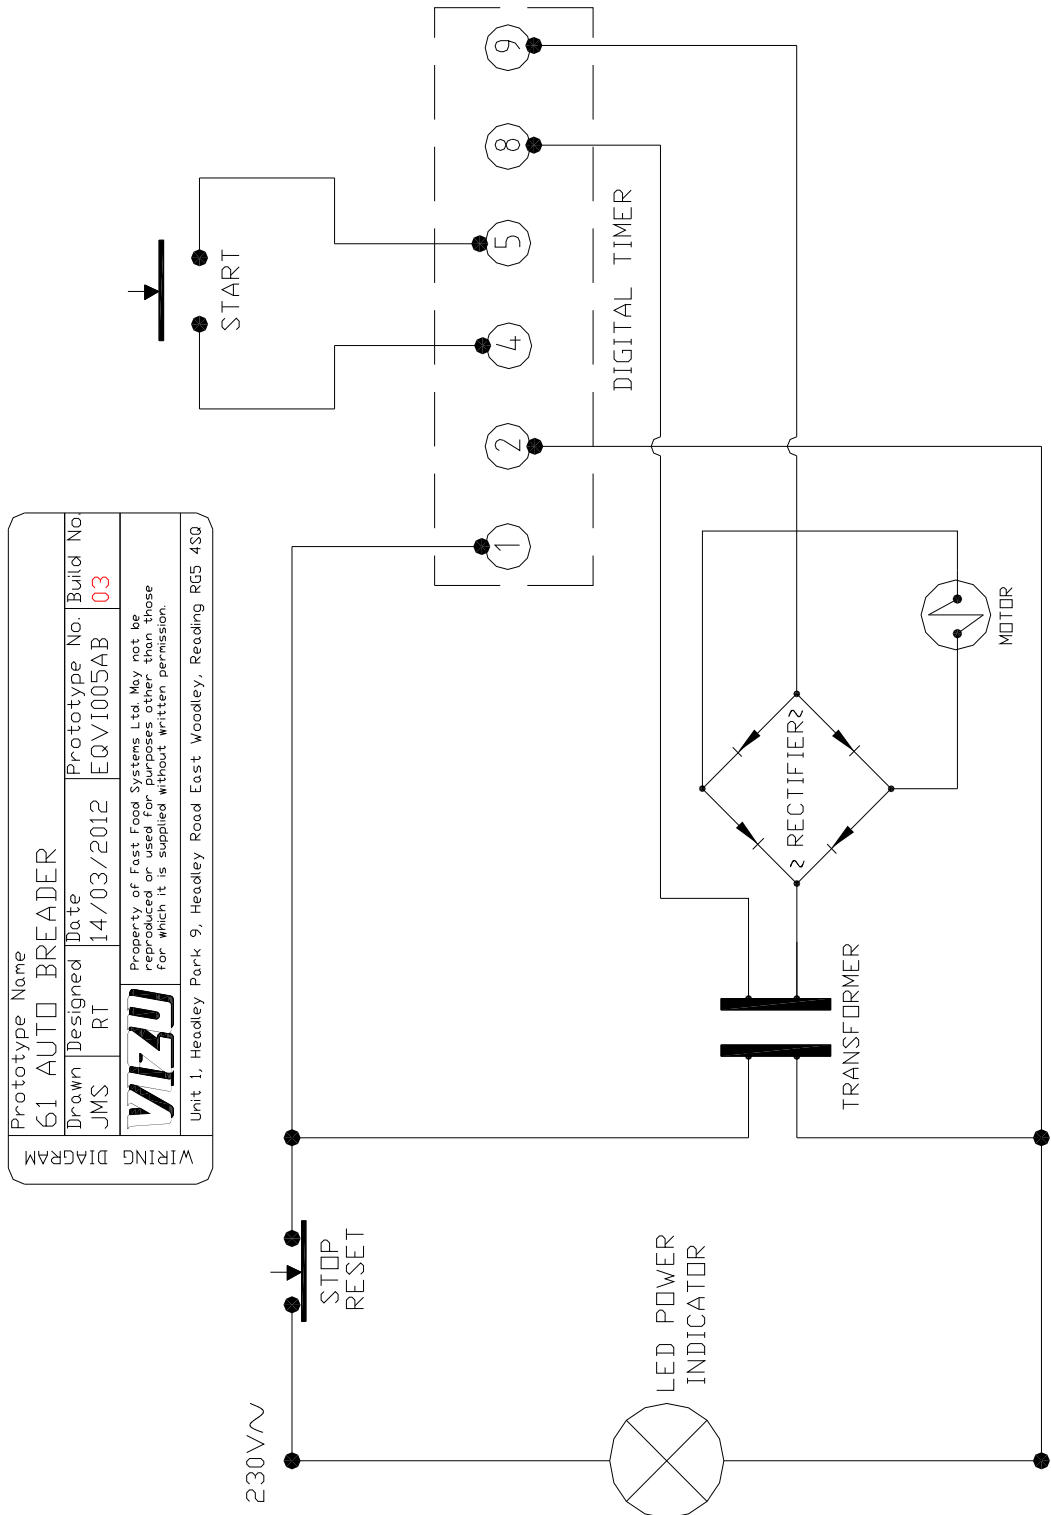 WIRING DIAGRAM
Prototype Name
61 AUTO BREADER
Drawn
JMS
Designed
RT
Date
14/03/2012
Prototype No.
EQVI005AB
Build No.
03
VIZU
Property of Fast Food Systems Ltd. May not be
reproduced or used for purposes other than those
for which it is supplied without written permission.
Unit 1, Headley Park 9, Headley Road East Woodley, Reading RG5 4SQ
START
230V~
STOP
RESET
1
2
4
5
8
9
DIGITAL TIMER
LED POWER
INDICATOR
TRANSFORMER
~ RECTIFIER ~
MOTOR